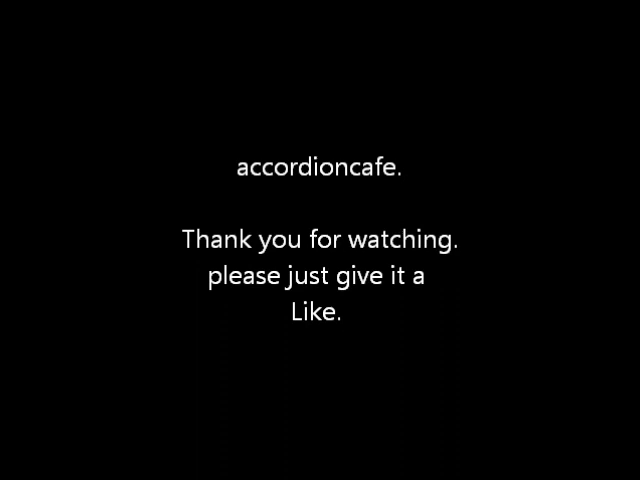 accordioncafe.
Thank you for watching.
please just give it a
Like.